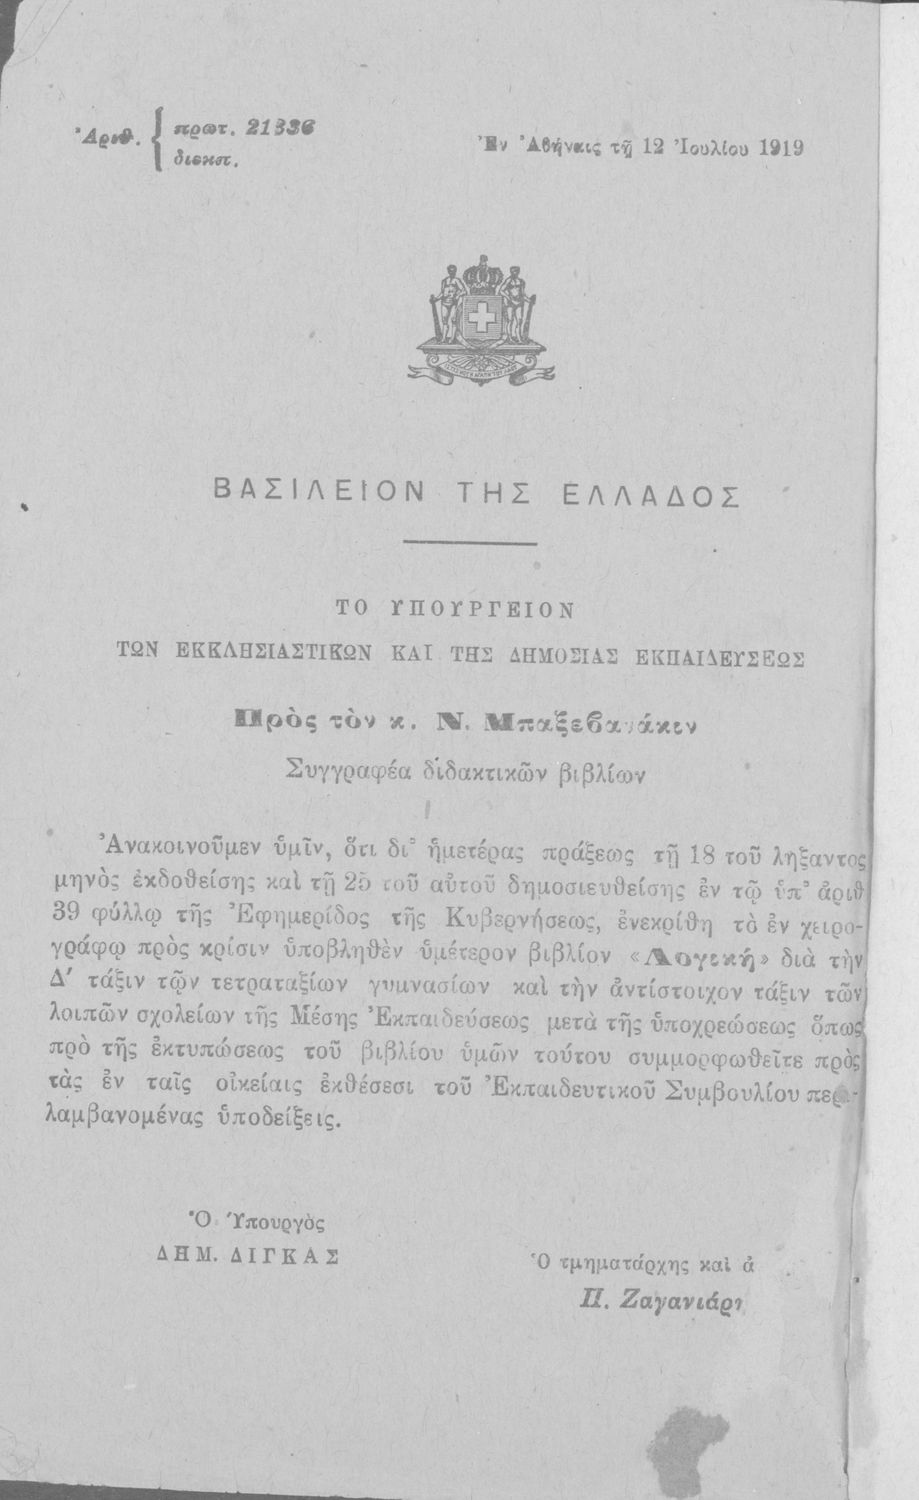 Ἀριθ. { πρωτ. 21336
διεκπ.
Ἐν Ἀθήναις τῇ 12 Ἰουλίου 1919
ΒΑΣΙΛΕΙΟΝ ΤΗΣ ΕΛΛΑΔΟΣ
ΤΟ ΥΠΟΥΡΓΕΙΟΝ
ΤΩΝ ΕΚΚΛΗΣΙΑΣΤΙΚΩΝ ΚΑΙ ΤΗΣ ΔΗΜΟΣΙΑΣ ΕΚΠΑΙΔΕΥΣΕΩΣ
Πρὸς τὸν κ. Ν. Μπαξεβανάκιν
Συγγραφέα διδακτικῶν βιβλίων
Ἀνακοινοῦμεν ὑμῖν, ὅτι δι' ἡμετέρας πράξεως τῇ 18 τοῦ λήξαντος
μηνὸς ἐκδοθείσης καὶ τῇ 25 τοῦ αὐτοῦ δημοσιευθείσης ἐν τῷ ὑπ' ἀριθ
39 φύλλῳ τῆς Ἐφημερίδος τῆς Κυβερνήσεως, ἐνεκρίθη τὸ ἐν χειρο-
γράφῳ πρὸς κρίσιν ὑποβληθὲν ὑμέτερον βιβλίον «Λογική» διὰ τὴν
Δ' τάξιν τῶν τετραταξίων γυμνασίων καὶ τὴν ἀντίστοιχον τάξιν τῶν
λοιπῶν σχολείων τῆς Μέσης Ἐκπαιδεύσεως μετὰ τῆς ὑποχρεώσεως ὅπως
πρὸ τῆς ἐκτυπώσεως τοῦ βιβλίου ὑμῶν τούτου συμμορφωθεῖτε πρὸς
τὰς ἐν ταῖς οἰκείαις ἐκθέσεσι τοῦ Ἐκπαιδευτικοῦ Συμβουλίου περι-
λαμβανομένας ὑποδείξεις.
Ὁ Ὑπουργὸς
ΔΗΜ. ΔΙΓΚΑΣ
Ὁ τμηματάρχης καὶ ἀ
Π. Ζαγανιάρι